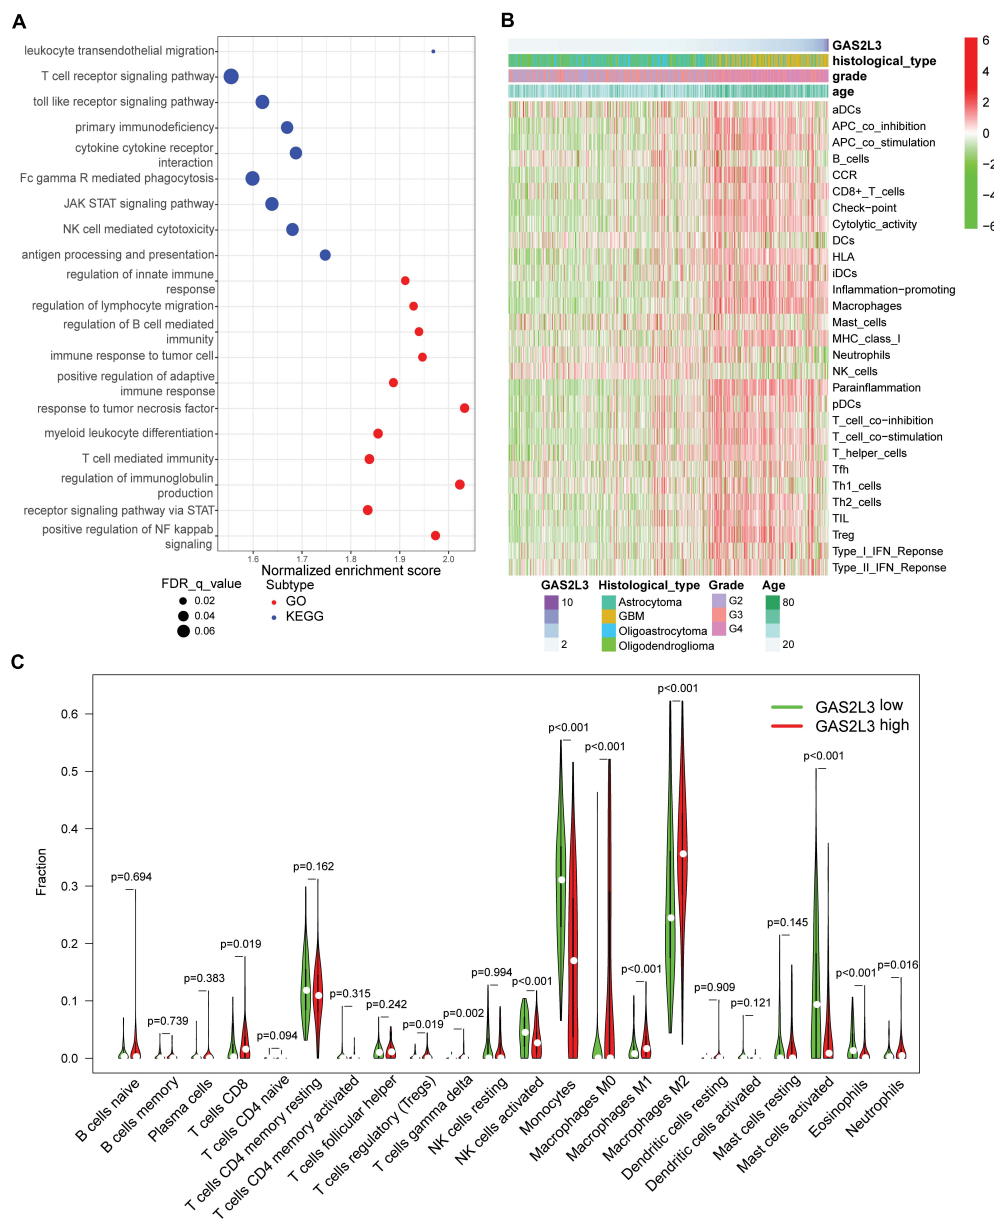 A
leukocyte transendothelial migration
T cell receptor signaling pathway
toll like receptor signaling pathway
primary immunodeficiency
cytokine cytokine receptor
interaction
Fc gamma R mediated phagocytosis
JAK STAT signaling pathway
NK cell mediated cytotoxicity
antigen processing and presentation
regulation of innate immune
response
regulation of lymphocyte migration
regulation of B cell mediated
immunity
immune response to tumor cell
positive regulation of adaptive
immune response
response to tumor necrosis factor
myeloid leukocyte differentiation
T cell mediated immunity
regulation of immunoglobulin
production
receptor signaling pathway via STAT
positive regulation of NF kappab
signaling
1.6 1.7 1.8 1.9 2.0
Normalized enrichment score
FDR_q_value
0.02
0.04
0.06
Subtype
GO
KEGG
B
GAS2L3
histological_type
grade
age
aDCs
APC_co_inhibition
APC_co_stimulation
B_cells
CCR
CD8+_T_cells
Check−point
Cytolytic_activity
DCs
HLA
iDCs
Inflammation−promoting
Macrophages
Mast_cells
MHC_class_I
Neutrophils
NK_cells
Parainflammation
pDCs
T_cell_co−inhibition
T_cell_co−stimulation
T_helper_cells
Tfh
Th1_cells
Th2_cells
TIL
Treg
Type_I_IFN_Reponse
Type_II_IFN_Reponse
6
4
2
0
−2
−4
−6
GAS2L3
10
2
Histological_type
Astrocytoma
GBM
Oligoastrocytoma
Oligodendroglioma
Grade
G2
G3
G4
Age
80
20
C
Fraction
0.6
0.5
0.4
0.3
0.2
0.1
0.0
GAS2L3 low
GAS2L3 high
p=0.694
p=0.739
p=0.383
p=0.019
p=0.094
p=0.162
p=0.315
p=0.242
p=0.019
p=0.002
p=0.994
p<0.001
p<0.001
p<0.001
p<0.001
p<0.001
p=0.909
p=0.121
p=0.145
p<0.001
p<0.001
p=0.016
B cells naive
B cells memory
Plasma cells
T cells CD8
T cells CD4 naive
T cells CD4 memory resting
T cells CD4 memory activated
T cells follicular helper
T cells regulatory (Tregs)
T cells gamma delta
NK cells resting
NK cells activated
Monocytes
Macrophages M0
Macrophages M1
Macrophages M2
Dendritic cells resting
Dendritic cells activated
Mast cells resting
Mast cells activated
Eosinophils
Neutrophils